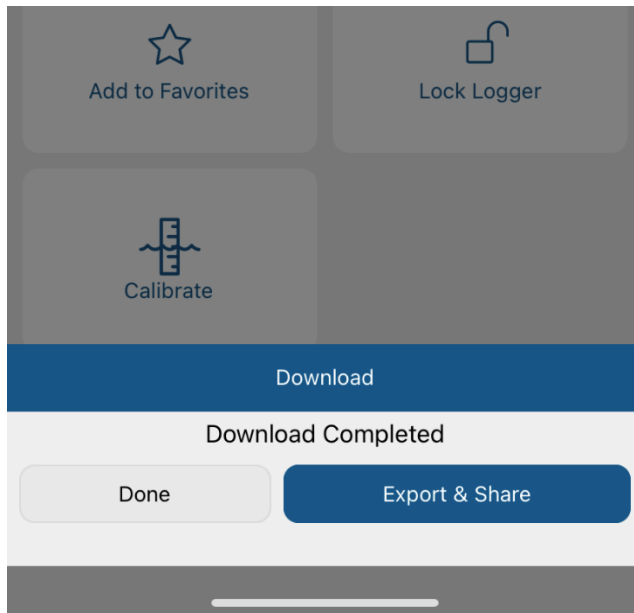 Add to Favorites
Lock Logger
Calibrate
Download
Download Completed
Done
Export & Share